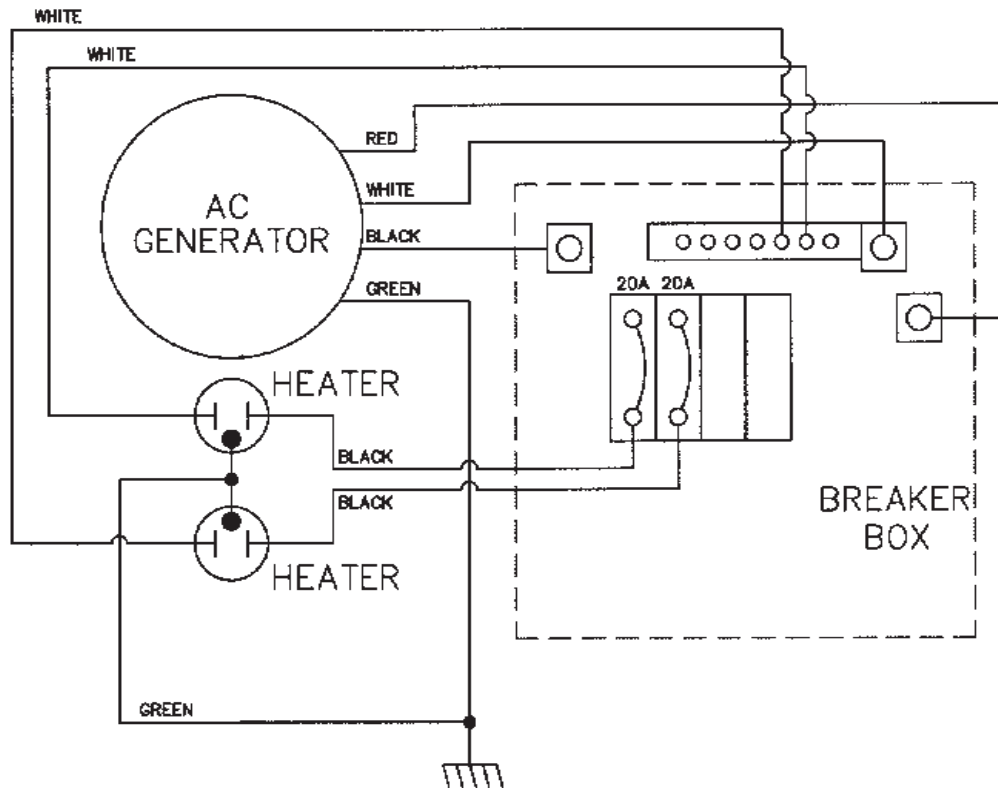 WHITE
WHITE
RED
WHITE
AC
GENERATOR
BLACK
GREEN
20A 20A
HEATER
BLACK
BLACK
BREAKER
BOX
HEATER
GREEN